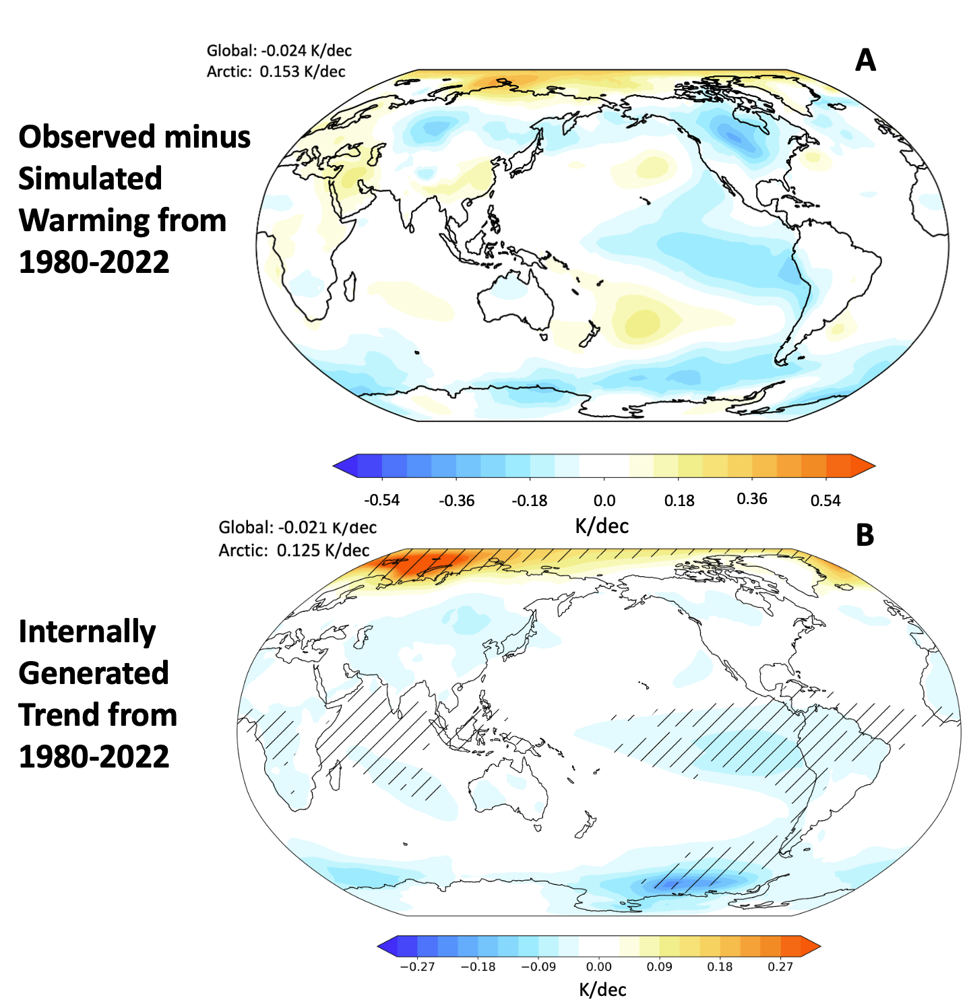 Global: -0.024 K/dec
Arctic: 0.153 K/dec
A
Observed minus
Simulated
Warming from
1980-2022
-0.54 -0.36 -0.18 0.0 0.18 0.36 0.54
K/dec
Global: -0.021 K/dec
Arctic: 0.125 K/dec
B
Internally
Generated
Trend from
1980-2022
−0.27 −0.18 −0.09 0.00 0.09 0.18 0.27
K/dec